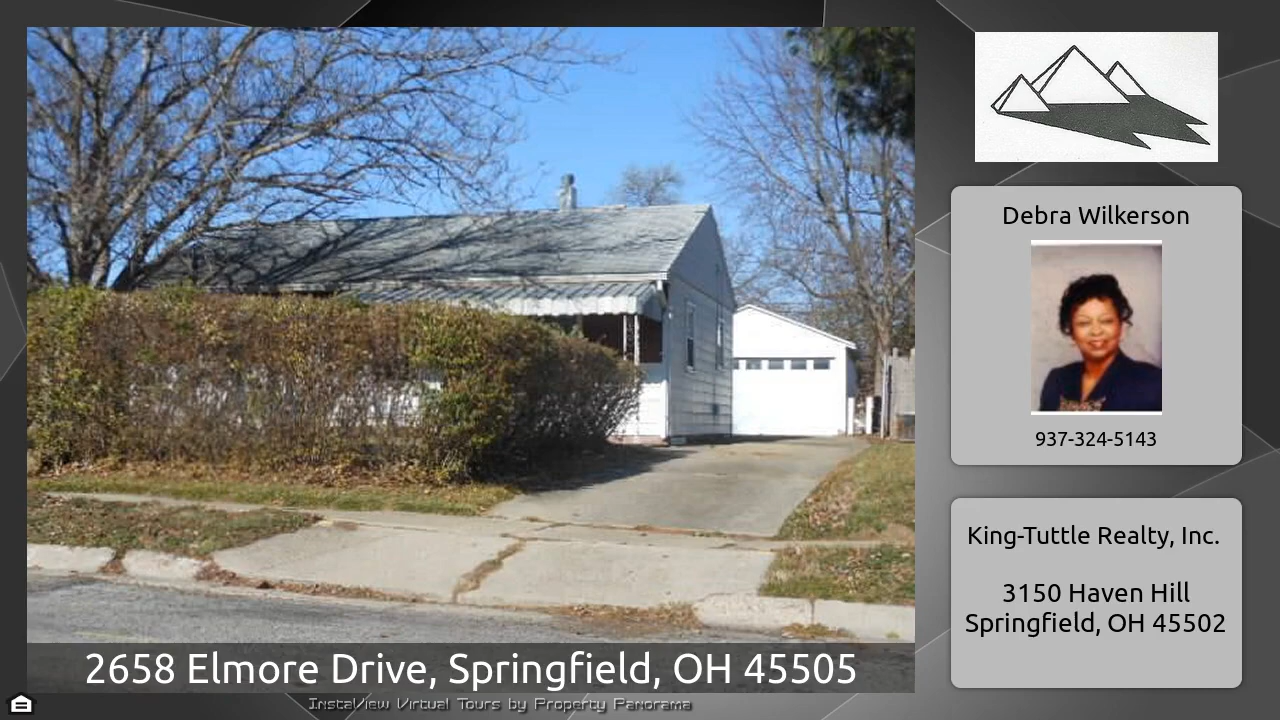 Debra Wilkerson
937-324-5143
King-Tuttle Realty, Inc.
3150 Haven Hill
Springfield, OH 45502
2658 Elmore Drive, Springfield, OH 45505
InstaView Virtual Tours by Property Panorama